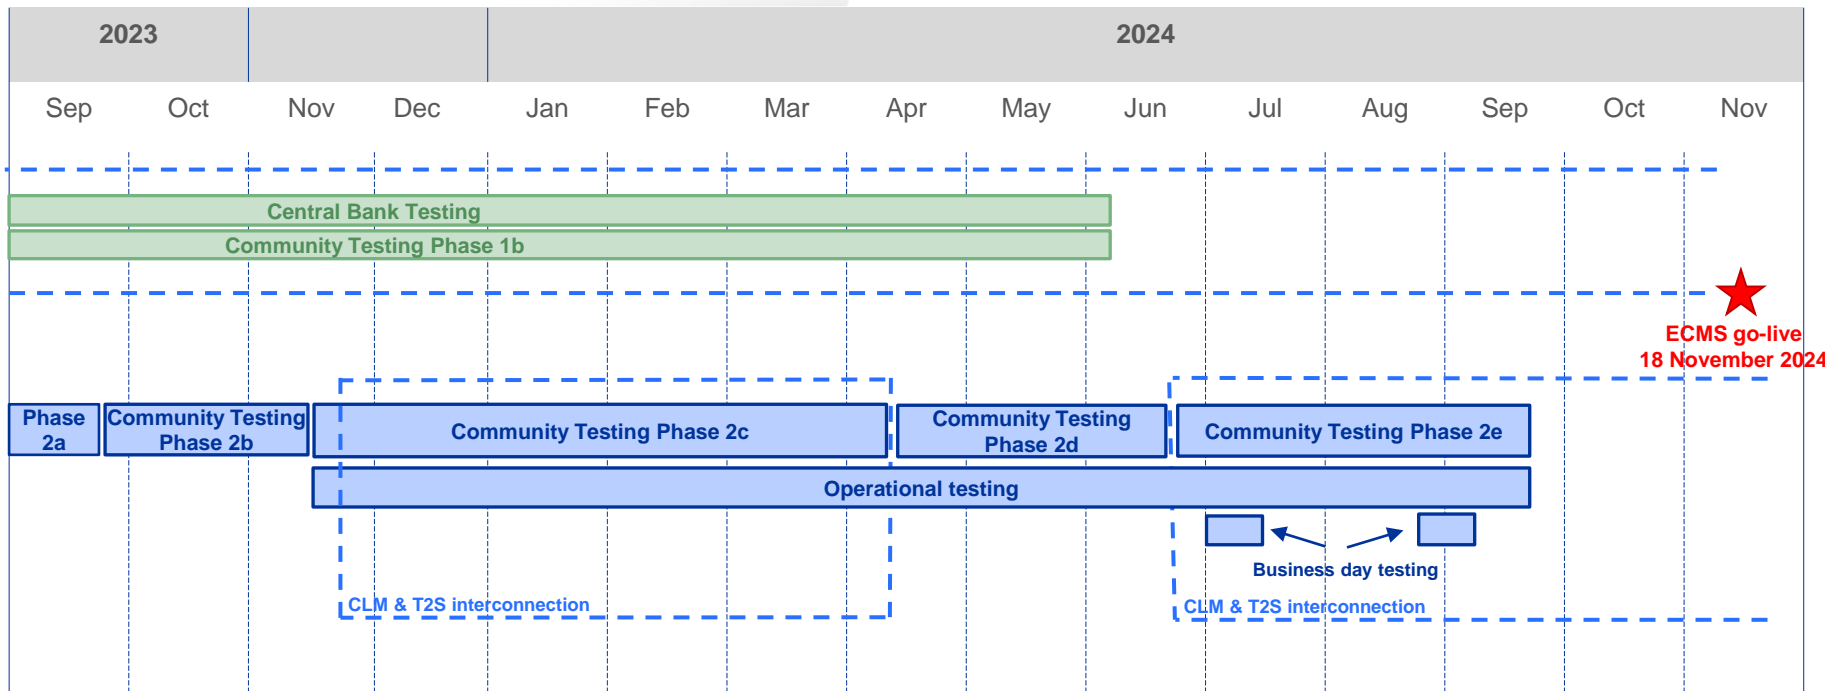 2023
2024
Sep
Oct
Nov
Dec
Jan
Feb
Mar
Apr
May
Jun
Jul
Aug
Sep
Oct
Nov
Central Bank Testing
Community Testing Phase 1b
ECMS go-live
18 November 2024
Phase
2a
Community Testing
Phase 2b
Community Testing Phase 2c
Community Testing
Phase 2d
Community Testing Phase 2e
Operational testing
Business day testing
CLM & T2S interconnection
CLM & T2S interconnection